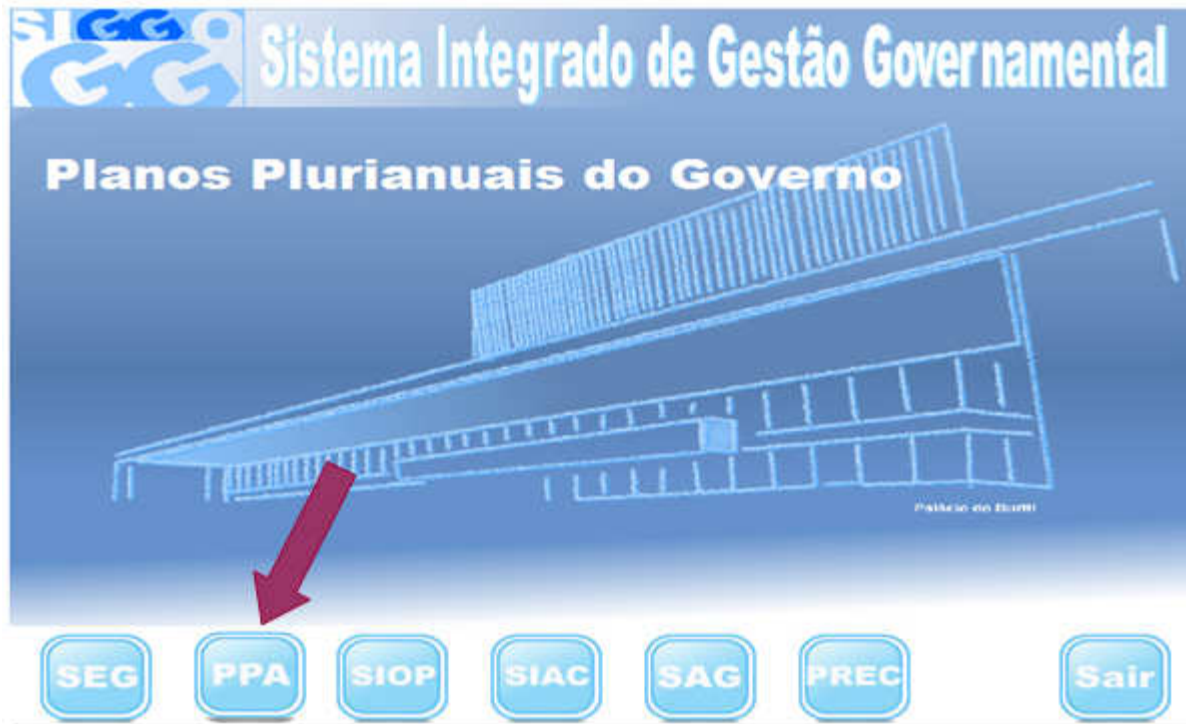 SIGGO
GG
Sistema Integrado de Gestão Governamental
Planos Plurianuais do Governo
Palácio do Buriti
SEG
PPA
SIOP
SIAC
SAG
PREC
Sair